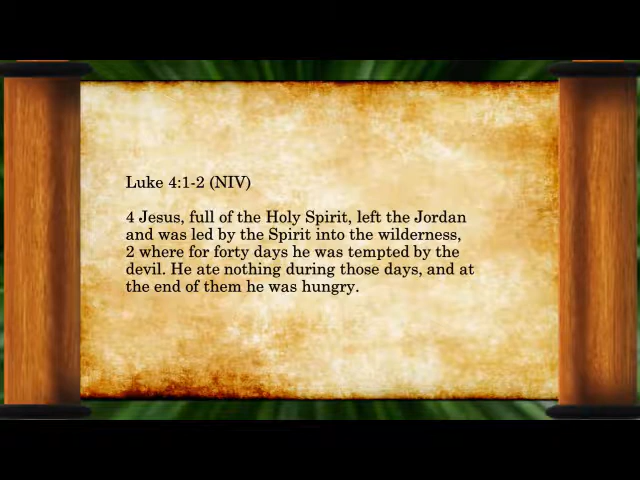 Luke 4:1-2 (NIV)
4 Jesus, full of the Holy Spirit, left the Jordan
and was led by the Spirit into the wilderness,
2 where for forty days he was tempted by the
devil. He ate nothing during those days, and at
the end of them he was hungry.